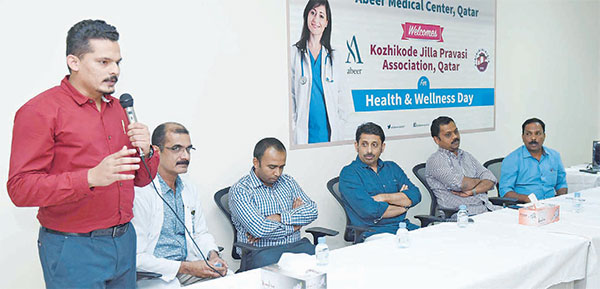 Abeer Medical Center, Qatar
Welcomes
Kozhikode Jilla Pravasi
Association, Qatar
abeer
For
Health & Wellness Day